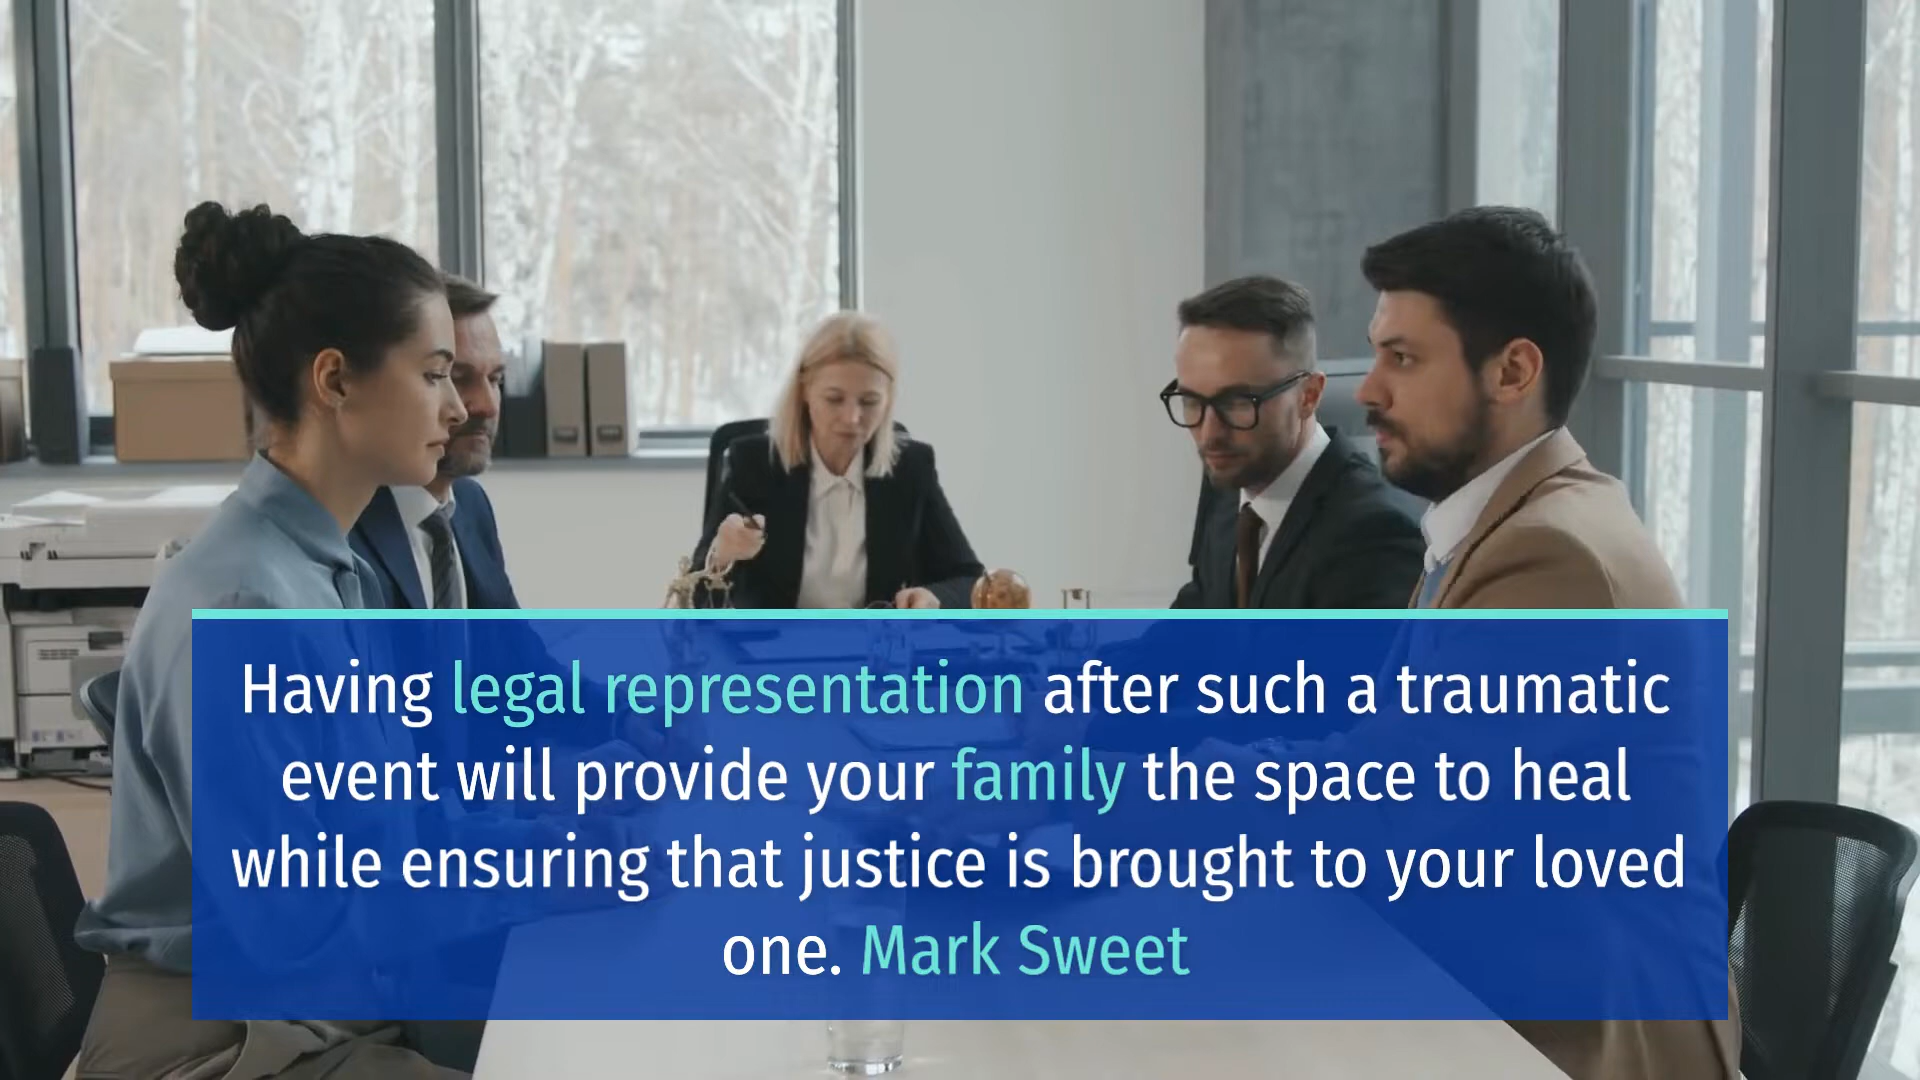 Having legal representation after such a traumatic
event will provide your family the space to heal
while ensuring that justice is brought to your loved
one. Mark Sweet